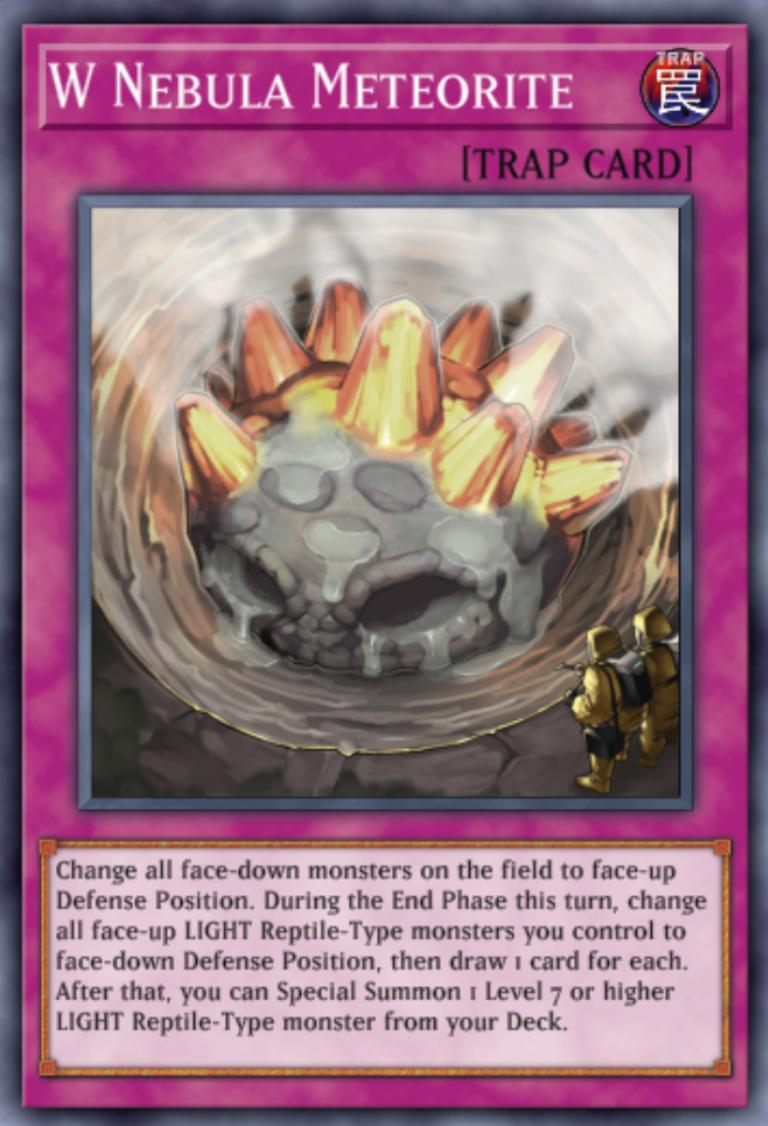 W Nebula Meteorite
TRAP
罠
[TRAP CARD]
Change all face-down monsters on the field to face-up
Defense Position. During the End Phase this turn, change
all face-up LIGHT Reptile-Type monsters you control to
face-down Defense Position, then draw 1 card for each.
After that, you can Special Summon 1 Level 7 or higher
LIGHT Reptile-Type monster from your Deck.